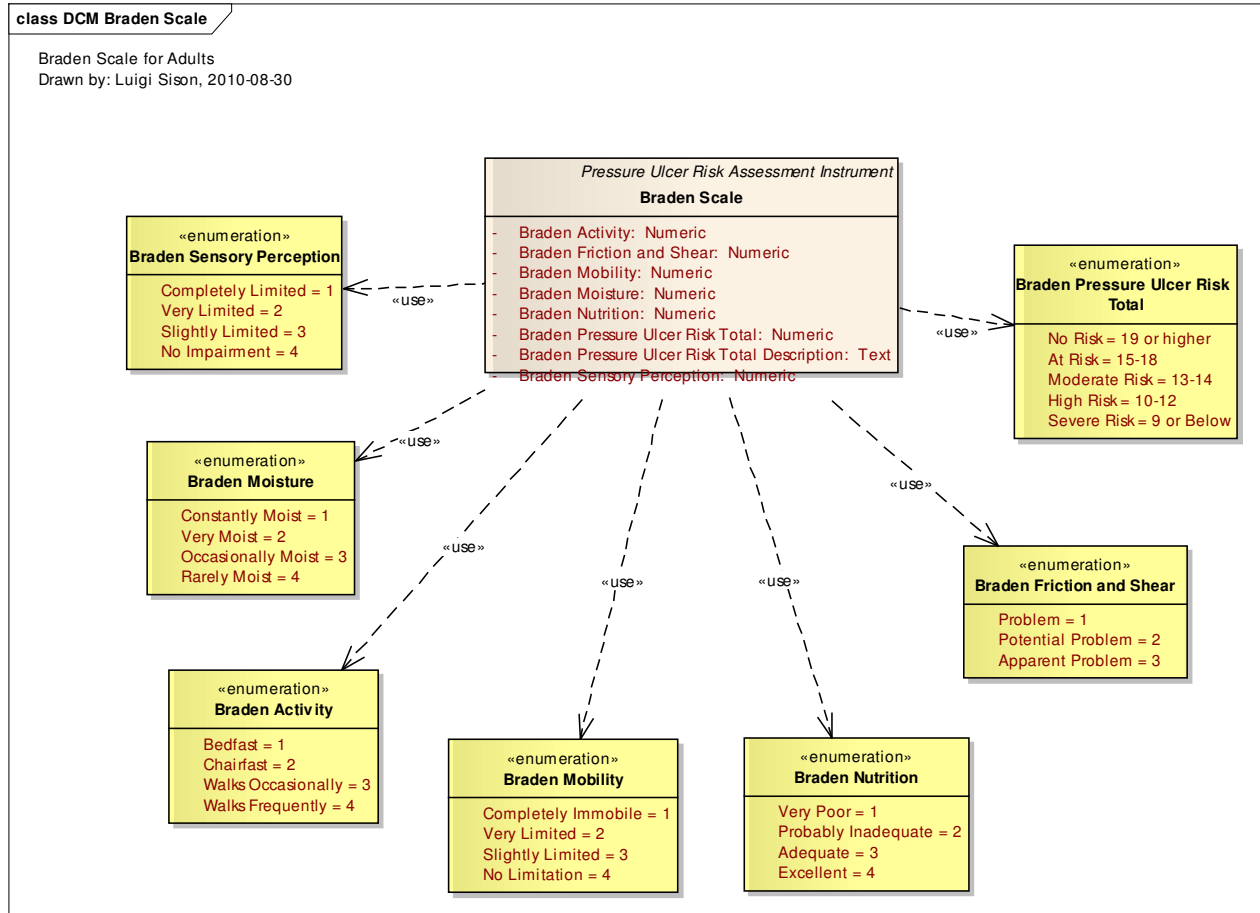 class DCM Braden Scale
Braden Scale for Adults
Drawn by: Luigi Sison, 2010-08-30
Pressure Ulcer Risk Assessment Instrument
Braden Scale
- Braden Activity: Numeric
- Braden Friction and Shear: Numeric
- Braden Mobility: Numeric
- Braden Moisture: Numeric
- Braden Nutrition: Numeric
- Braden Pressure Ulcer Risk Total: Numeric
- Braden Pressure Ulcer Risk Total Description: Text
- Braden Sensory Perception: Numeric
«enumeration»
Braden Sensory Perception
Completely Limited = 1
Very Limited = 2
Slightly Limited = 3
No Impairment = 4
«use»
«use»
«enumeration»
Braden Pressure Ulcer Risk
Total
No Risk = 19 or higher
At Risk = 15-18
Moderate Risk = 13-14
High Risk = 10-12
Severe Risk = 9 or Below
«use»
«enumeration»
Braden Moisture
Constantly Moist = 1
Very Moist = 2
Occasionally Moist = 3
Rarely Moist = 4
«use»
«use»
«use»
«use»
«enumeration»
Braden Friction and Shear
Problem = 1
Potential Problem = 2
Apparent Problem = 3
«enumeration»
Braden Activity
Bedfast = 1
Chairfast = 2
Walks Occasionally = 3
Walks Frequently = 4
«enumeration»
Braden Mobility
Completely Immobile = 1
Very Limited = 2
Slightly Limited = 3
No Limitation = 4
«enumeration»
Braden Nutrition
Very Poor = 1
Probably Inadequate = 2
Adequate = 3
Excellent = 4